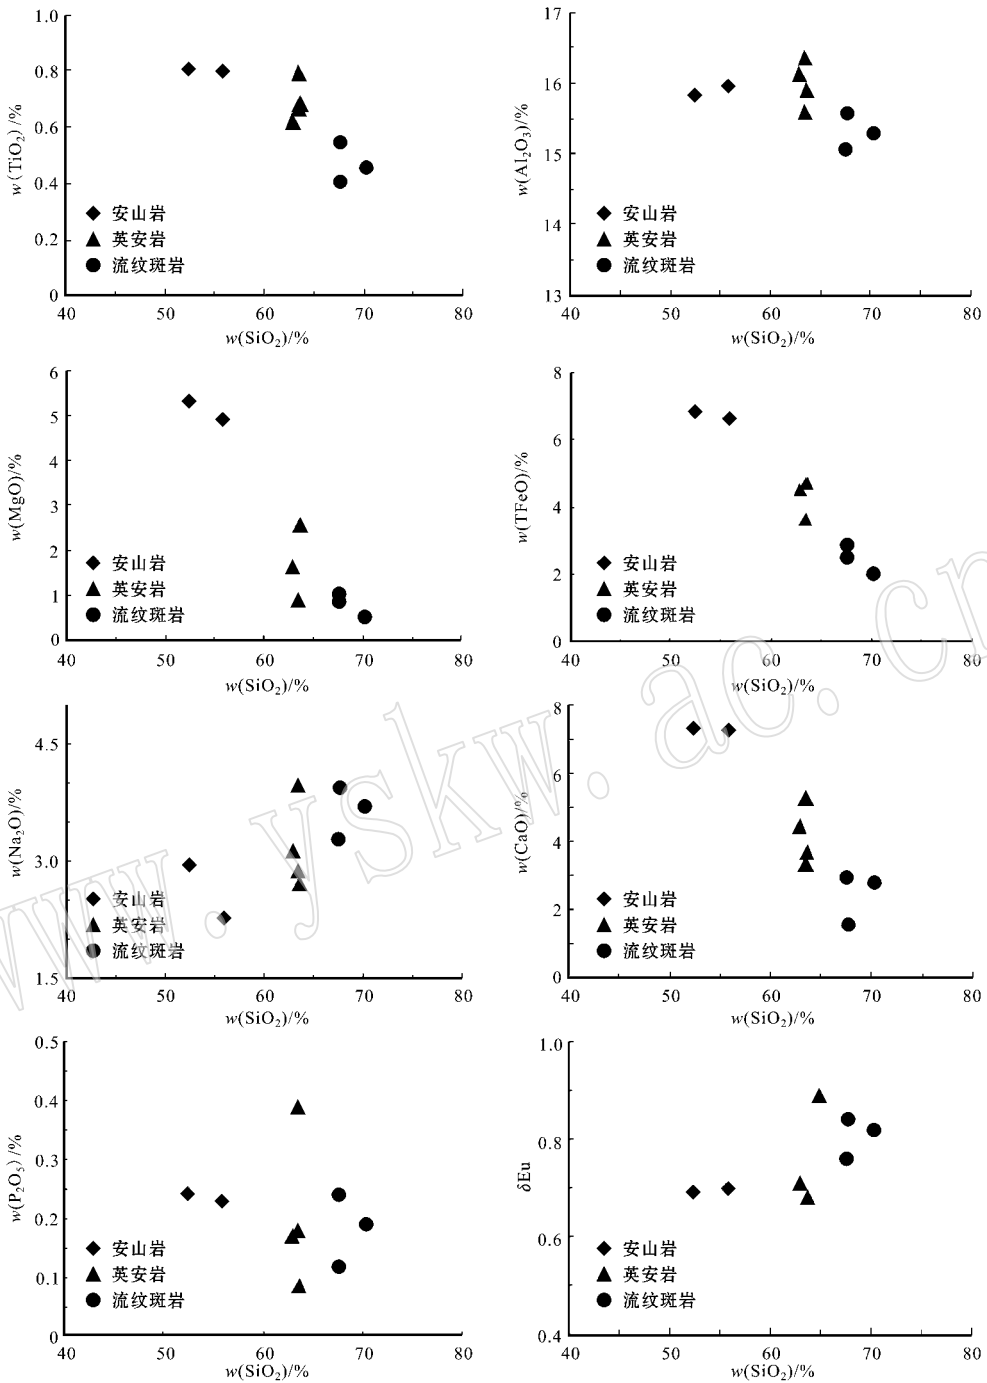 1.0
0.8
0.6
0.4
0.2
0
w(TiO2)/%
安山岩
英安岩
流纹斑岩
40 50 60 70 80
w(SiO2)/%
17
16
15
14
13
w(Al2O3)/%
安山岩
英安岩
流纹斑岩
40 50 60 70 80
w(SiO2)/%
6
5
4
3
2
1
0
w(MgO)/%
安山岩
英安岩
流纹斑岩
40 50 60 70 80
w(SiO2)/%
8
6
4
2
0
w(TFeO)/%
安山岩
英安岩
流纹斑岩
40 50 60 70 80
w(SiO2)/%
4.5
3.0
1.5
w(Na2O)/%
安山岩
英安岩
流纹斑岩
40 50 60 70 80
w(SiO2)/%
8
6
4
2
0
w(CaO)/%
安山岩
英安岩
流纹斑岩
40 50 60 70 80
w(SiO2)/%
0.5
0.4
0.3
0.2
0.1
0
w(P2O5)/%
安山岩
英安岩
流纹斑岩
40 50 60 70 80
w(SiO2)/%
1.0
0.8
0.6
0.4
δEu
安山岩
英安岩
流纹斑岩
40 50 60 70 80
w(SiO2)/%
www.yskw.ac.cn